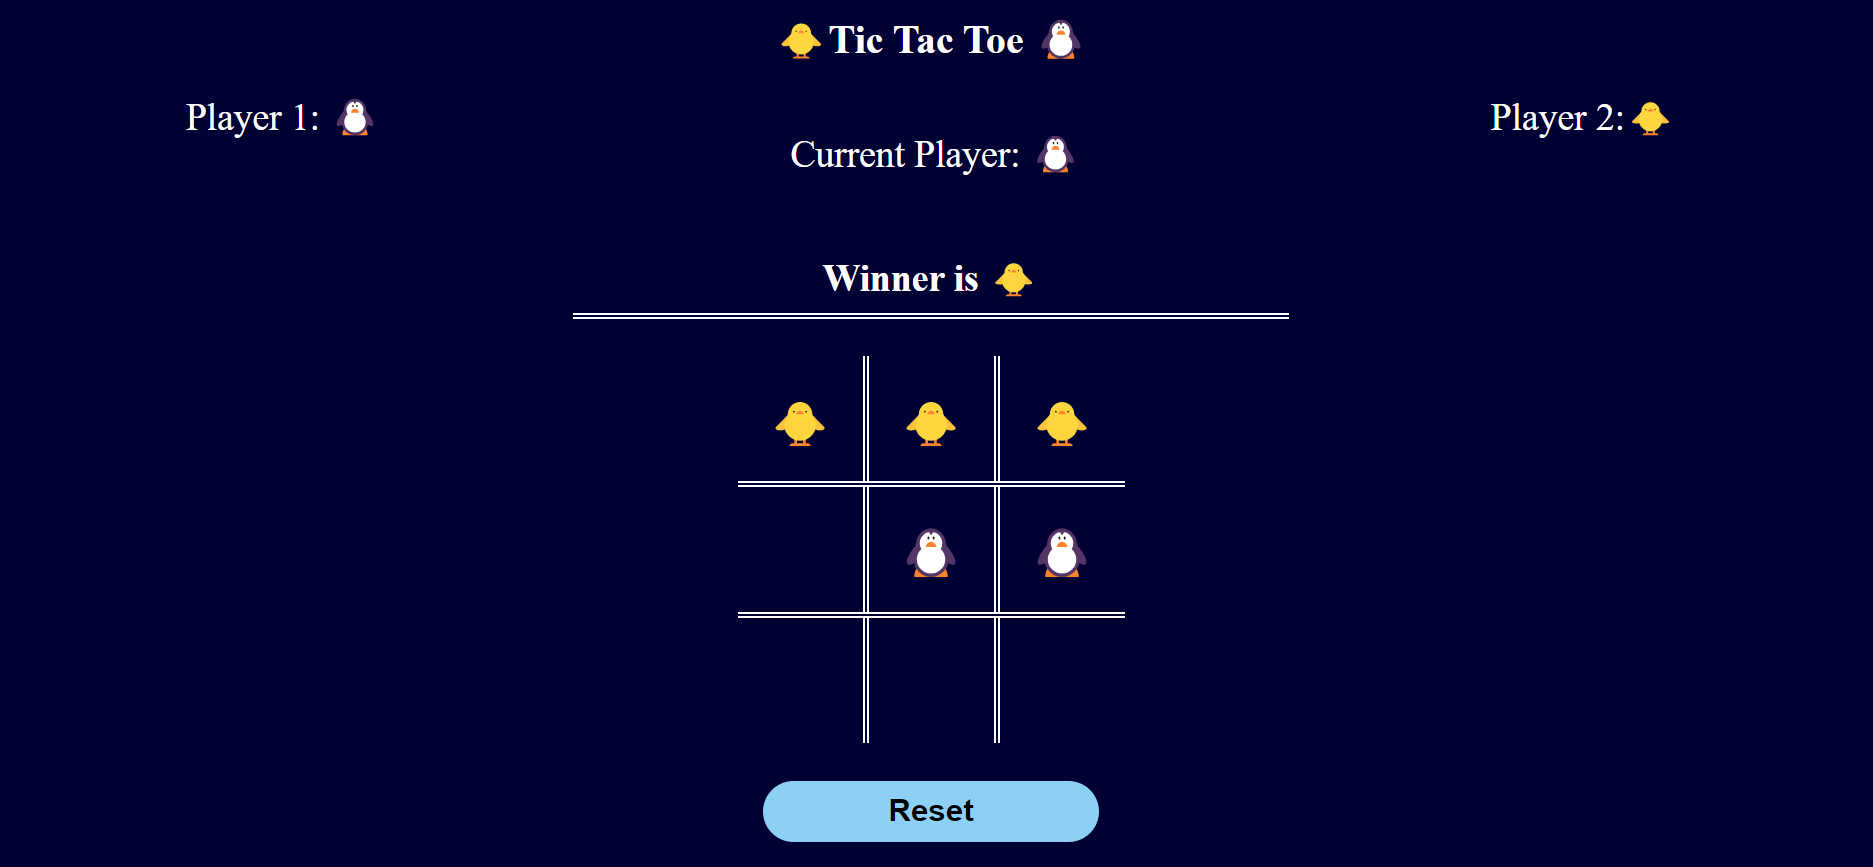 Tic Tac Toe
Player 1:
Player 2:
Current Player:
Winner is
Reset